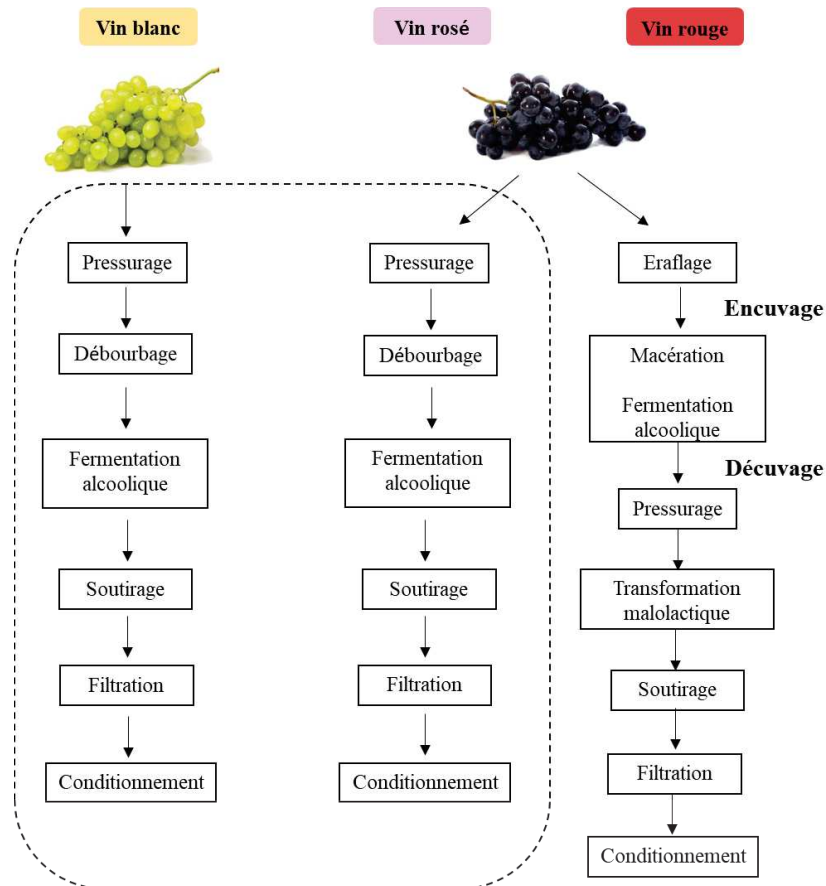 Vin blanc
Vin rosé
Vin rouge
Pressurage
Débourbage
Fermentation
alcoolique
Soutirage
Filtration
Conditionnement
Pressurage
Débourbage
Fermentation
alcoolique
Soutirage
Filtration
Conditionnement
Eraflage
Encuvage
Macération
Fermentation
alcoolique
Décuvage
Pressurage
Transformation
malolactique
Soutirage
Filtration
Conditionnement